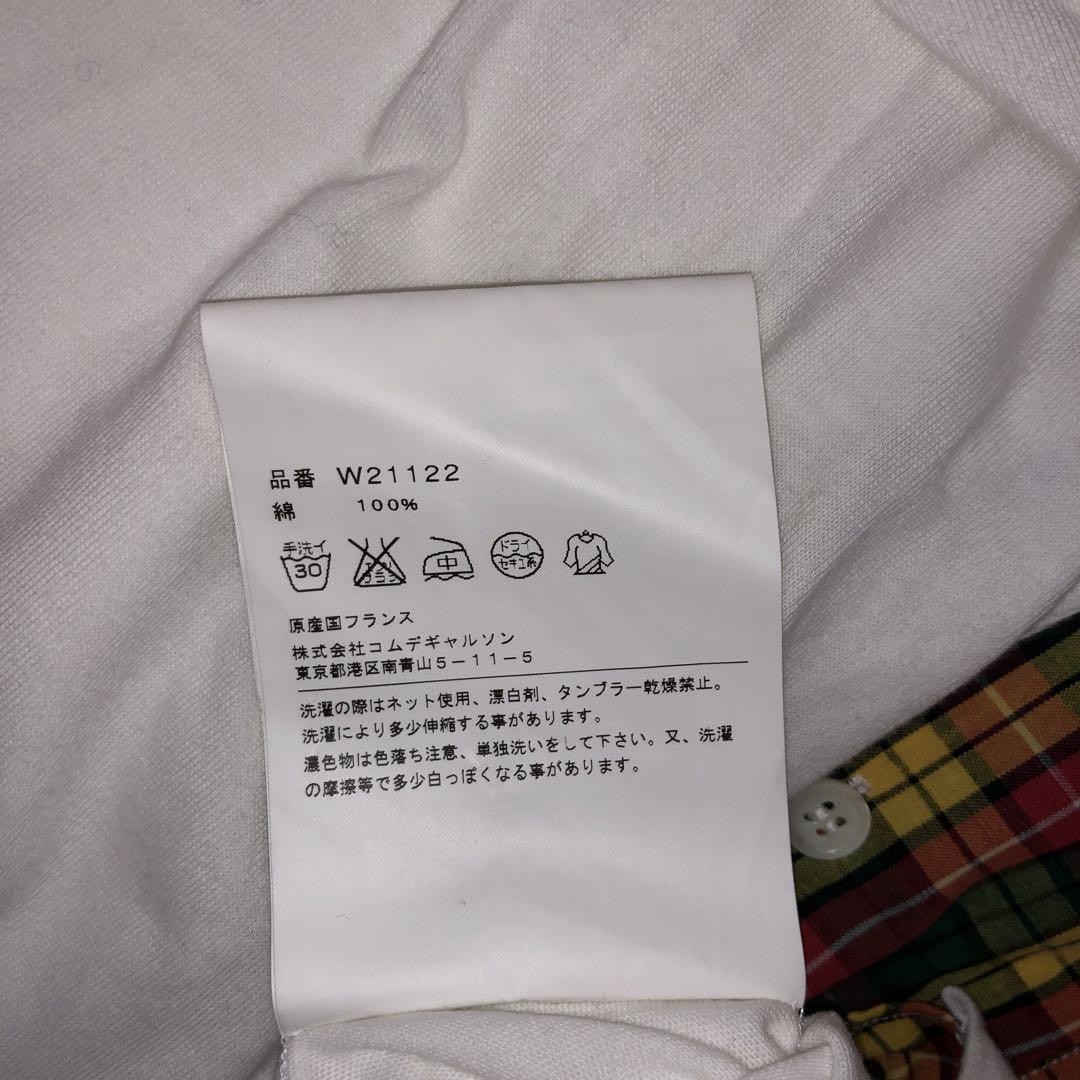 品番 W21122
綿 100%
手洗イ
30
エンソ
サラシ
中
ドライ
セキユ系
原産国フランス
株式会社コムデギャルソン
東京都港区南青山5-11-5
洗濯の際はネット使用、漂白剤、タンブラー乾燥禁止。
洗濯により多少伸縮する事があります。
濃色物は色落ち注意、単独洗いをして下さい。又、洗濯
の摩擦等で多少白っぽくなる事があります。